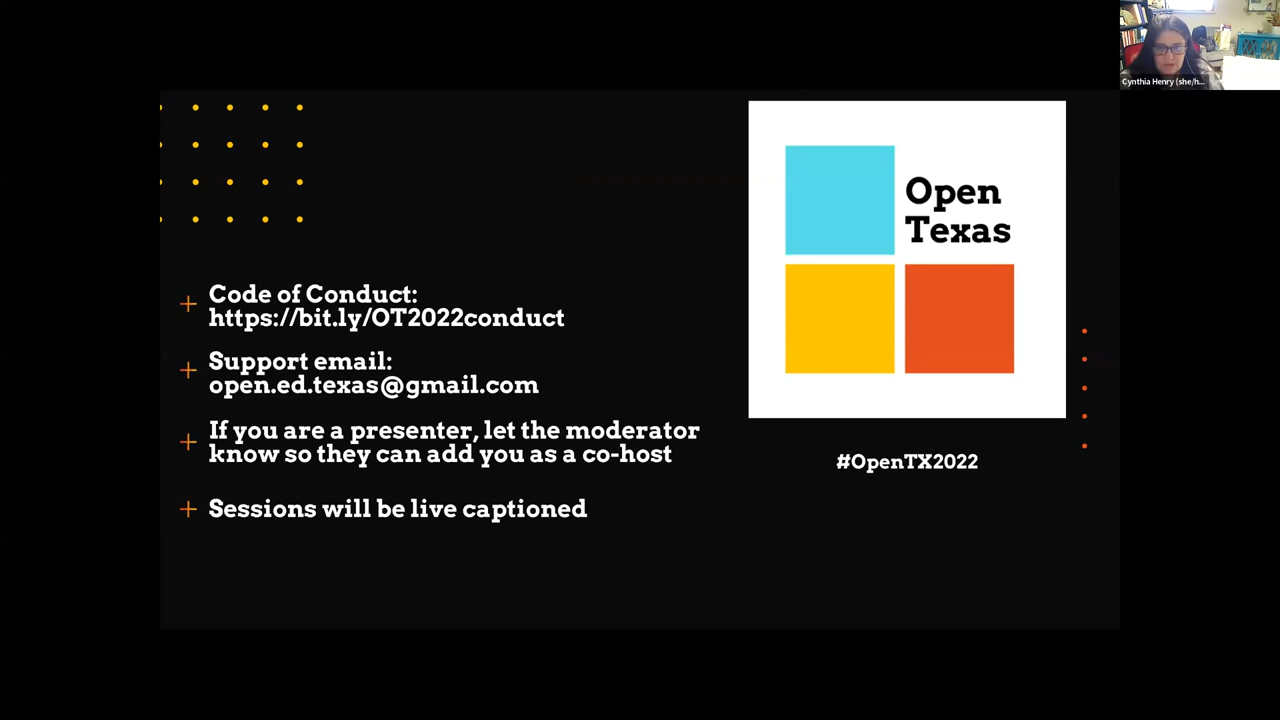 Cynthia Henry (she/h...
Open
Texas
Code of Conduct:
https://bit.ly/OT2022conduct
Support email:
open.ed.texas@gmail.com
If you are a presenter, let the moderator
know so they can add you as a co-host
#OpenTX2022
Sessions will be live captioned